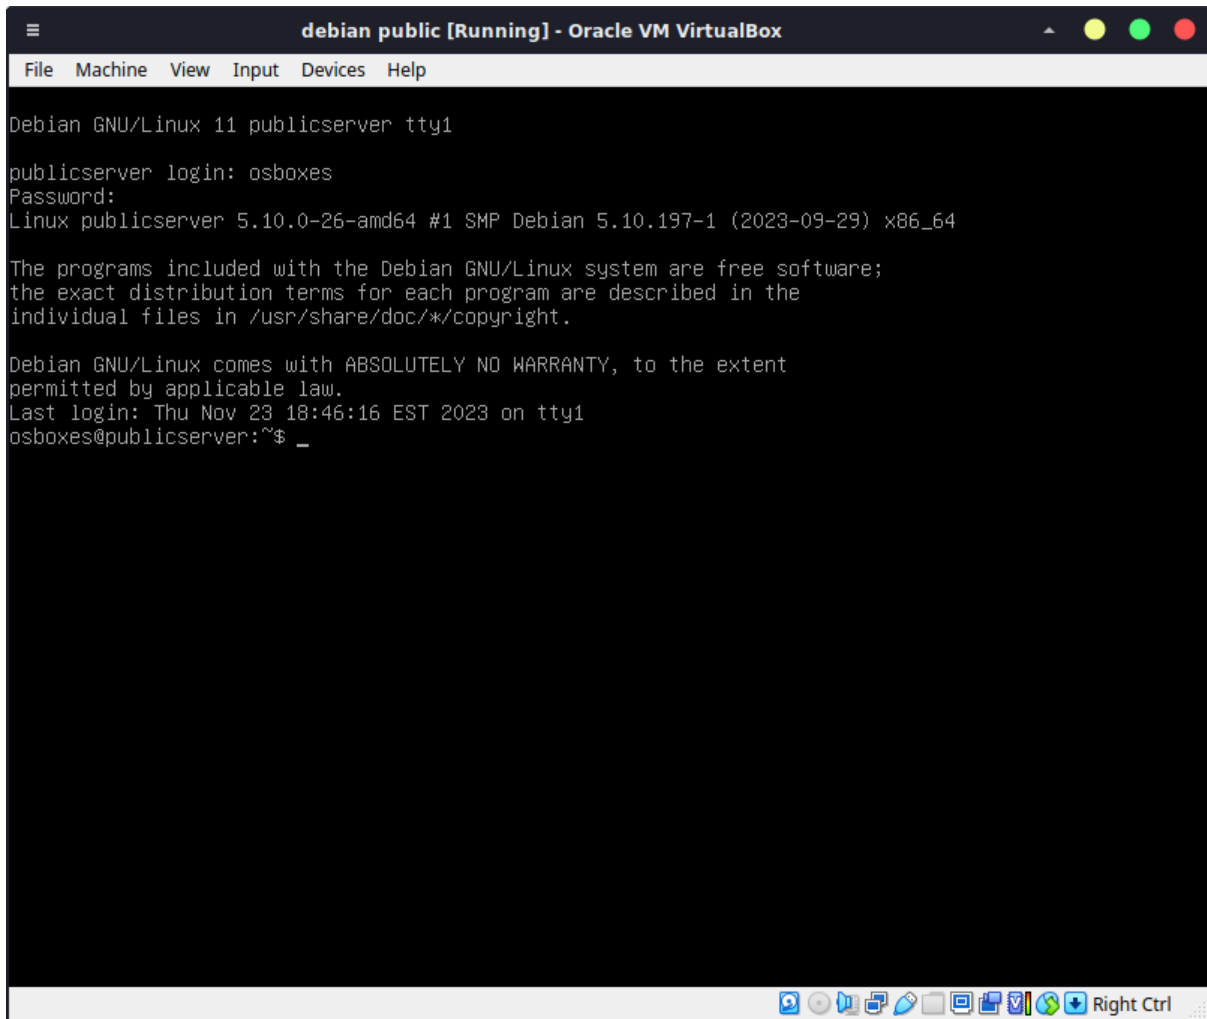 debian public [Running] - Oracle VM VirtualBox
File Machine View Input Devices Help
Debian GNU/Linux 11 publicserver tty1
publicserver login: osboxes
Password:
Linux publicserver 5.10.0-26-amd64 #1 SMP Debian 5.10.197-1 (2023-09-29) x86_64
The programs included with the Debian GNU/Linux system are free software;
the exact distribution terms for each program are described in the
individual files in /usr/share/doc/*/copyright.
Debian GNU/Linux comes with ABSOLUTELY NO WARRANTY, to the extent
permitted by applicable law.
Last login: Thu Nov 23 18:46:16 EST 2023 on tty1
osboxes@publicserver:~$ _
Right Ctrl